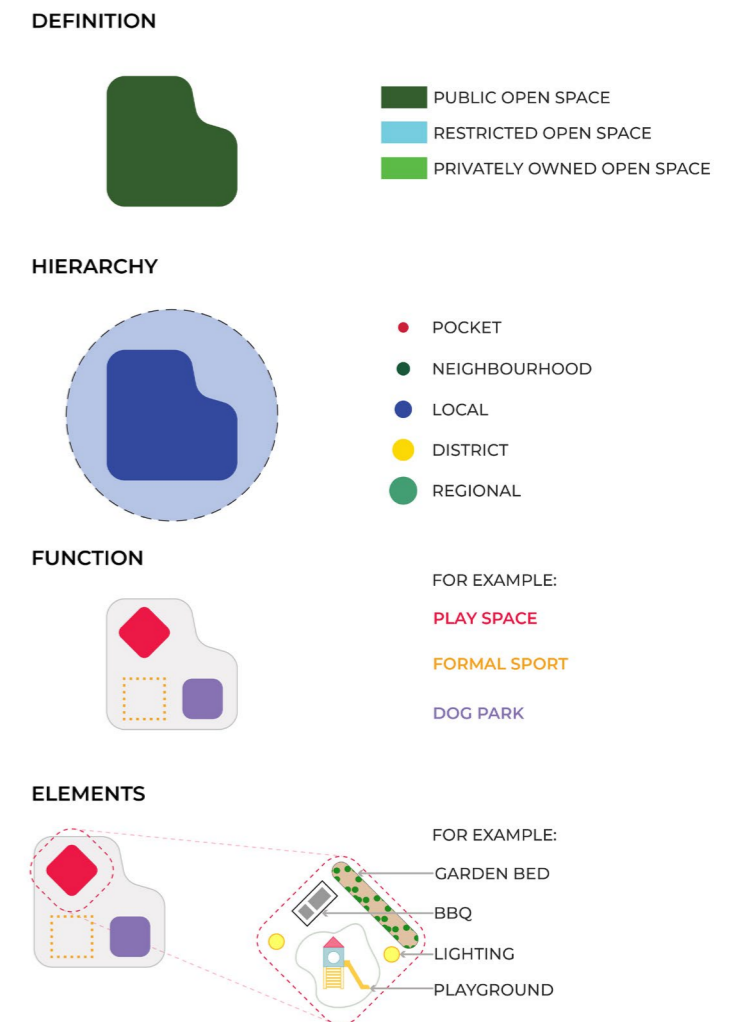 DEFINITION
PUBLIC OPEN SPACE
RESTRICTED OPEN SPACE
PRIVATELY OWNED OPEN SPACE
HIERARCHY
POCKET
NEIGHBOURHOOD
LOCAL
DISTRICT
REGIONAL
FUNCTION
FOR EXAMPLE:
PLAY SPACE
FORMAL SPORT
DOG PARK
ELEMENTS
FOR EXAMPLE:
GARDEN BED
BBQ
LIGHTING
PLAYGROUND